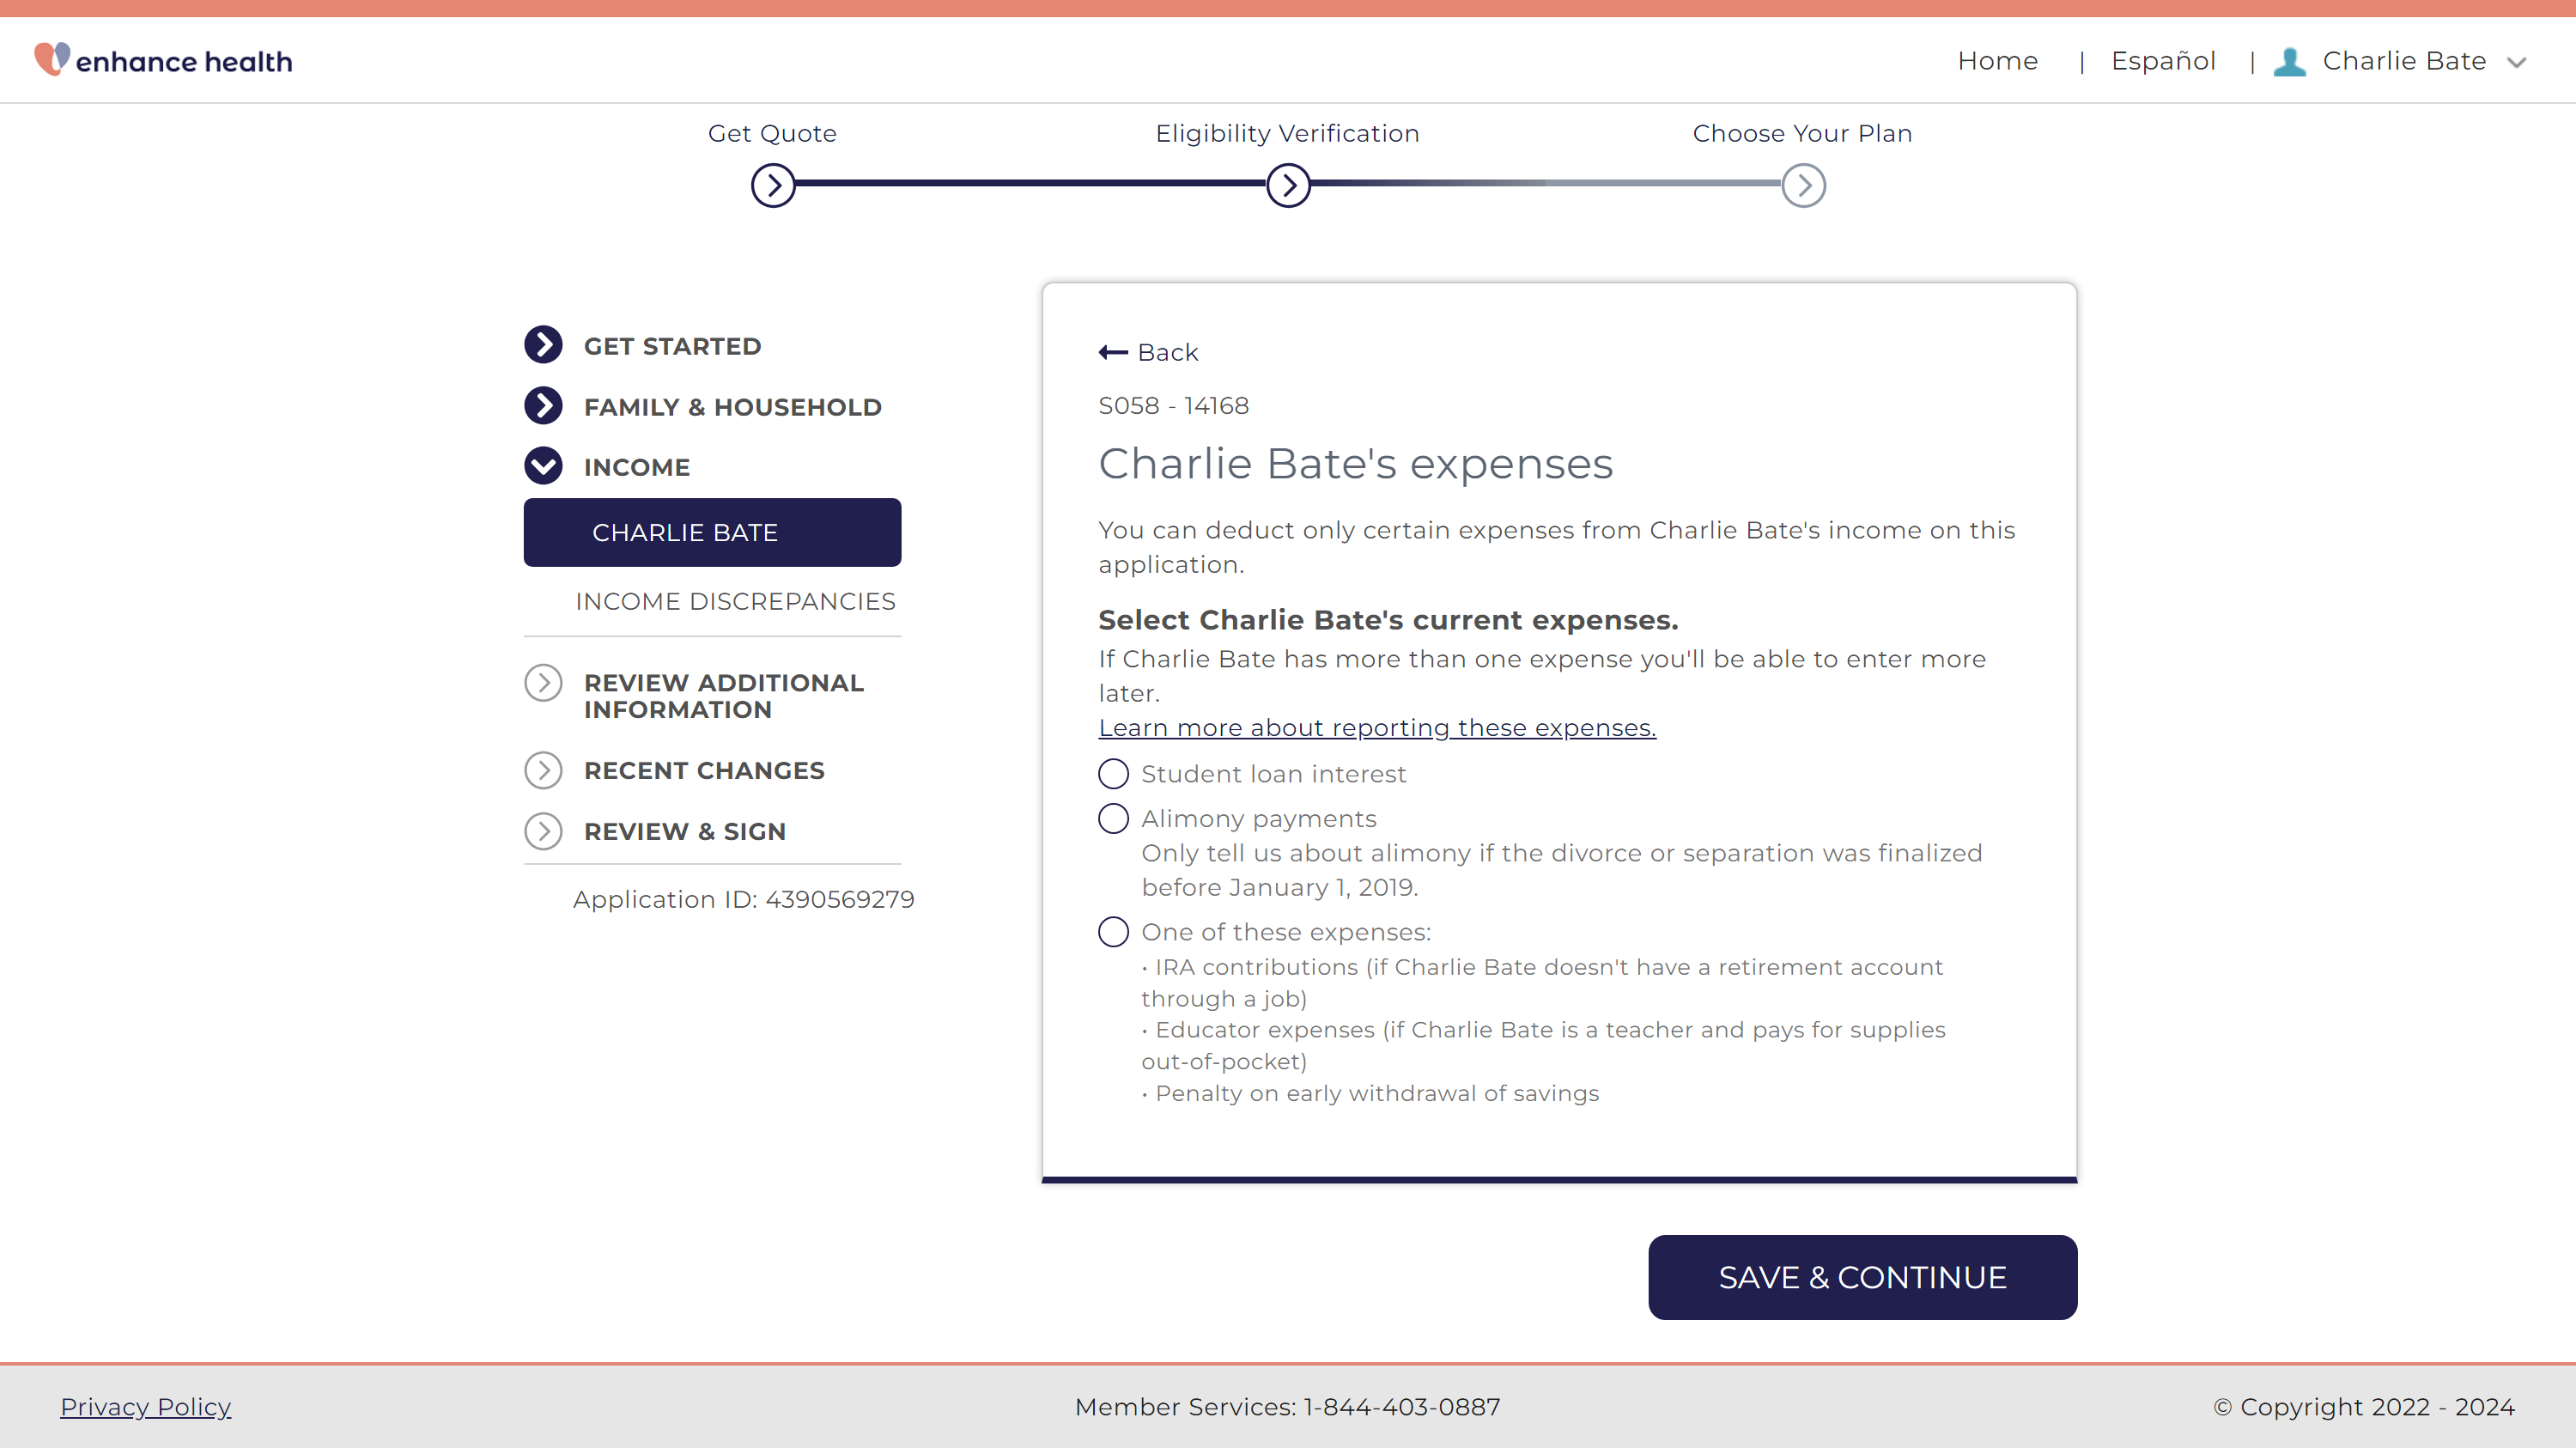 enhance health
Home | Español | Charlie Bate
Get Quote
Eligibility Verification
Choose Your Plan
GET STARTED
FAMILY & HOUSEHOLD
INCOME
CHARLIE BATE
INCOME DISCREPANCIES
REVIEW ADDITIONAL
INFORMATION
RECENT CHANGES
REVIEW & SIGN
Application ID: 4390569279
Back
S058 - 14168
Charlie Bate's expenses
You can deduct only certain expenses from Charlie Bate's income on this
application.
Select Charlie Bate's current expenses.
If Charlie Bate has more than one expense you'll be able to enter more
later.
Learn more about reporting these expenses.
Student loan interest
Alimony payments
Only tell us about alimony if the divorce or separation was finalized
before January 1, 2019.
One of these expenses:
• IRA contributions (if Charlie Bate doesn't have a retirement account
through a job)
• Educator expenses (if Charlie Bate is a teacher and pays for supplies
out-of-pocket)
• Penalty on early withdrawal of savings
SAVE & CONTINUE
Privacy Policy
Member Services: 1-844-403-0887
© Copyright 2022 - 2024